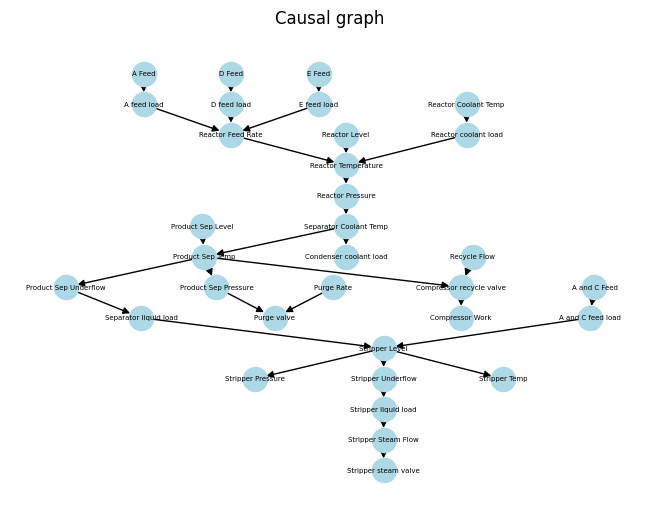 Causal graph
A Feed
D Feed
E Feed
A feed load
D feed load
E feed load
Reactor Coolant Temp
Reactor Feed Rate
Reactor Level
Reactor coolant load
Reactor Temperature
Reactor Pressure
Product Sep Level
Separator Coolant Temp
Product Sep Temp
Condenser coolant load
Recycle Flow
Product Sep Underflow
Product Sep Pressure
Purge Rate
Compressor recycle valve
A and C Feed
Separator liquid load
Purge valve
Compressor Work
A and C feed load
Stripper Level
Stripper Pressure
Stripper Underflow
Stripper Temp
Stripper liquid load
Stripper Steam Flow
Stripper steam valve